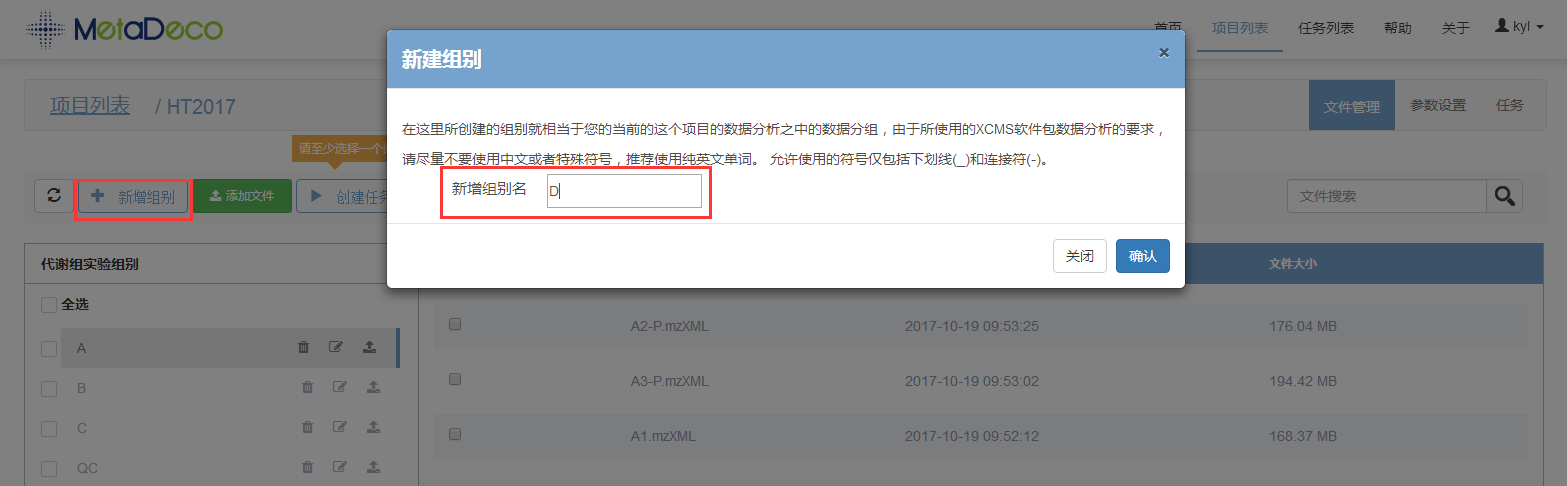 MetaDeco
首页
项目列表
任务列表
帮助
关于
kyl
新建组别
×
项目列表 / HT2017
文件管理
参数设置
任务
在这里所创建的组别就相当于您的当前的这个项目的数据分析之中的数据分组，由于所使用的XCMS软件包数据分析的要求，
请尽量不要使用中文或者特殊符号，推荐使用纯英文单词。 允许使用的符号仅包括下划线(_)和连接符(-)。
请至少选择一个
新增组别名 D
新增组别
添加文件
创建任务
文件搜索
关闭
确认
代谢组实验组别
文件大小
全选
A2-P.mzXML 2017-10-19 09:53:25 176.04 MB
A
A3-P.mzXML 2017-10-19 09:53:02 194.42 MB
B
C
A1.mzXML 2017-10-19 09:52:12 168.37 MB
QC